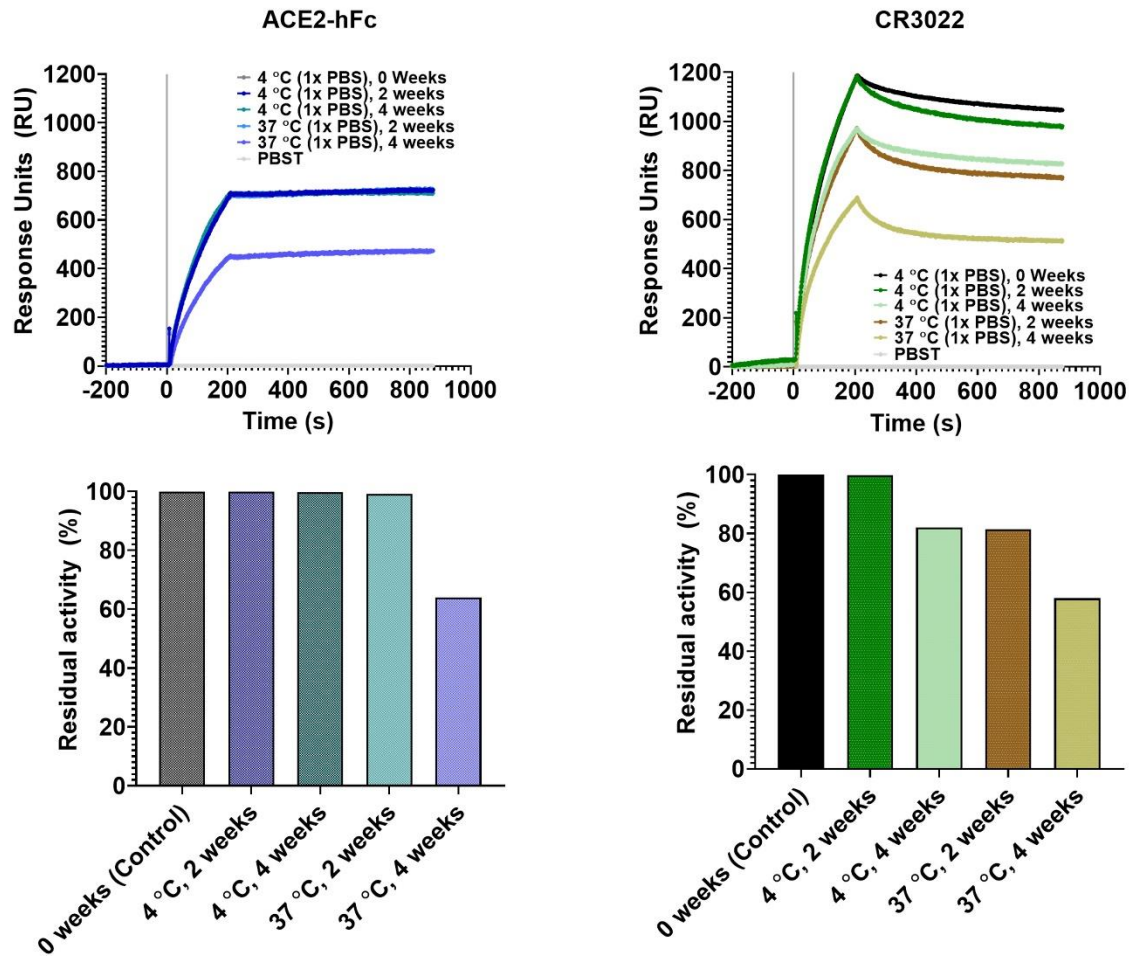 ACE2-hFc
CR3022
Response Units (RU)
1200
1000
800
600
400
200
0
-200 0 200 400 600 800 1000
Time (s)
4 °C (1x PBS), 0 Weeks
4 °C (1x PBS), 2 weeks
4 °C (1x PBS), 4 weeks
37 °C (1x PBS), 2 weeks
37 °C (1x PBS), 4 weeks
PBST
Response Units (RU)
1200
1000
800
600
400
200
0
-200 0 200 400 600 800 1000
Time (s)
4 °C (1x PBS), 0 Weeks
4 °C (1x PBS), 2 weeks
4 °C (1x PBS), 4 weeks
37 °C (1x PBS), 2 weeks
37 °C (1x PBS), 4 weeks
PBST
Residual activity (%)
100
80
60
40
20
0
0 weeks (Control)
4 °C, 2 weeks
4 °C, 4 weeks
37 °C, 2 weeks
37 °C, 4 weeks
Residual activity (%)
100
80
60
40
20
0
0 weeks (Control)
4 °C, 2 weeks
4 °C, 4 weeks
37 °C, 2 weeks
37 °C, 4 weeks